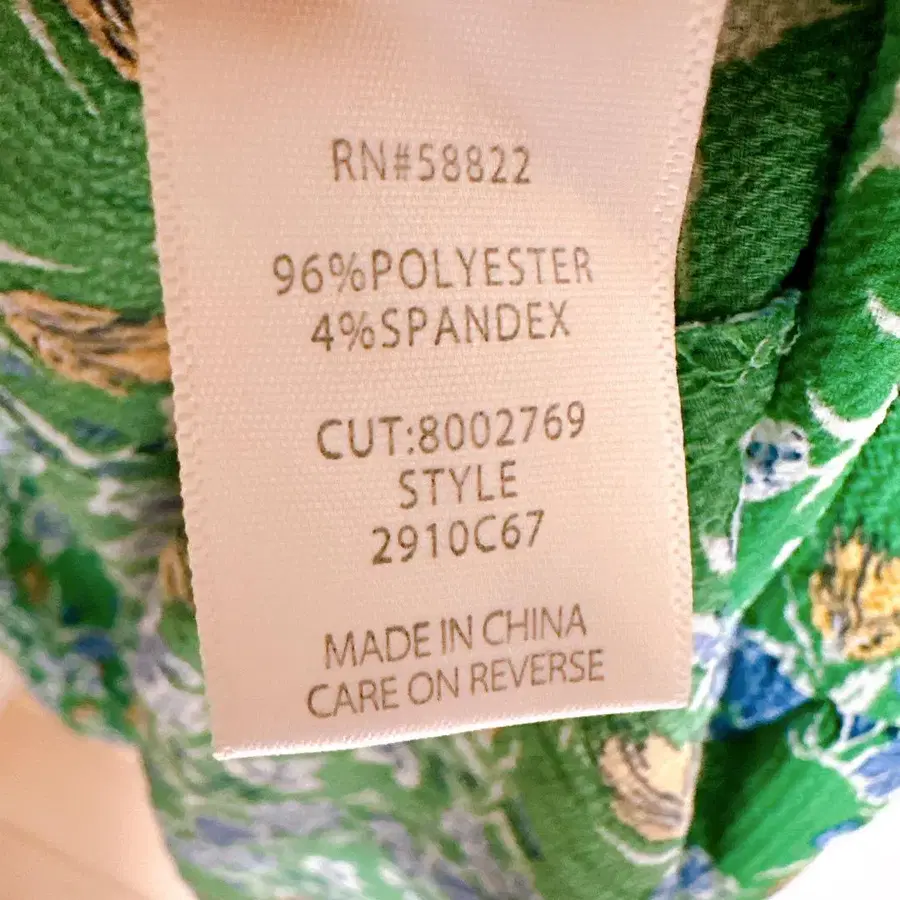 RN#58822
96%POLYESTER
4%SPANDEX
CUT:8002769
STYLE
2910C67
MADE IN CHINA
CARE ON REVERSE